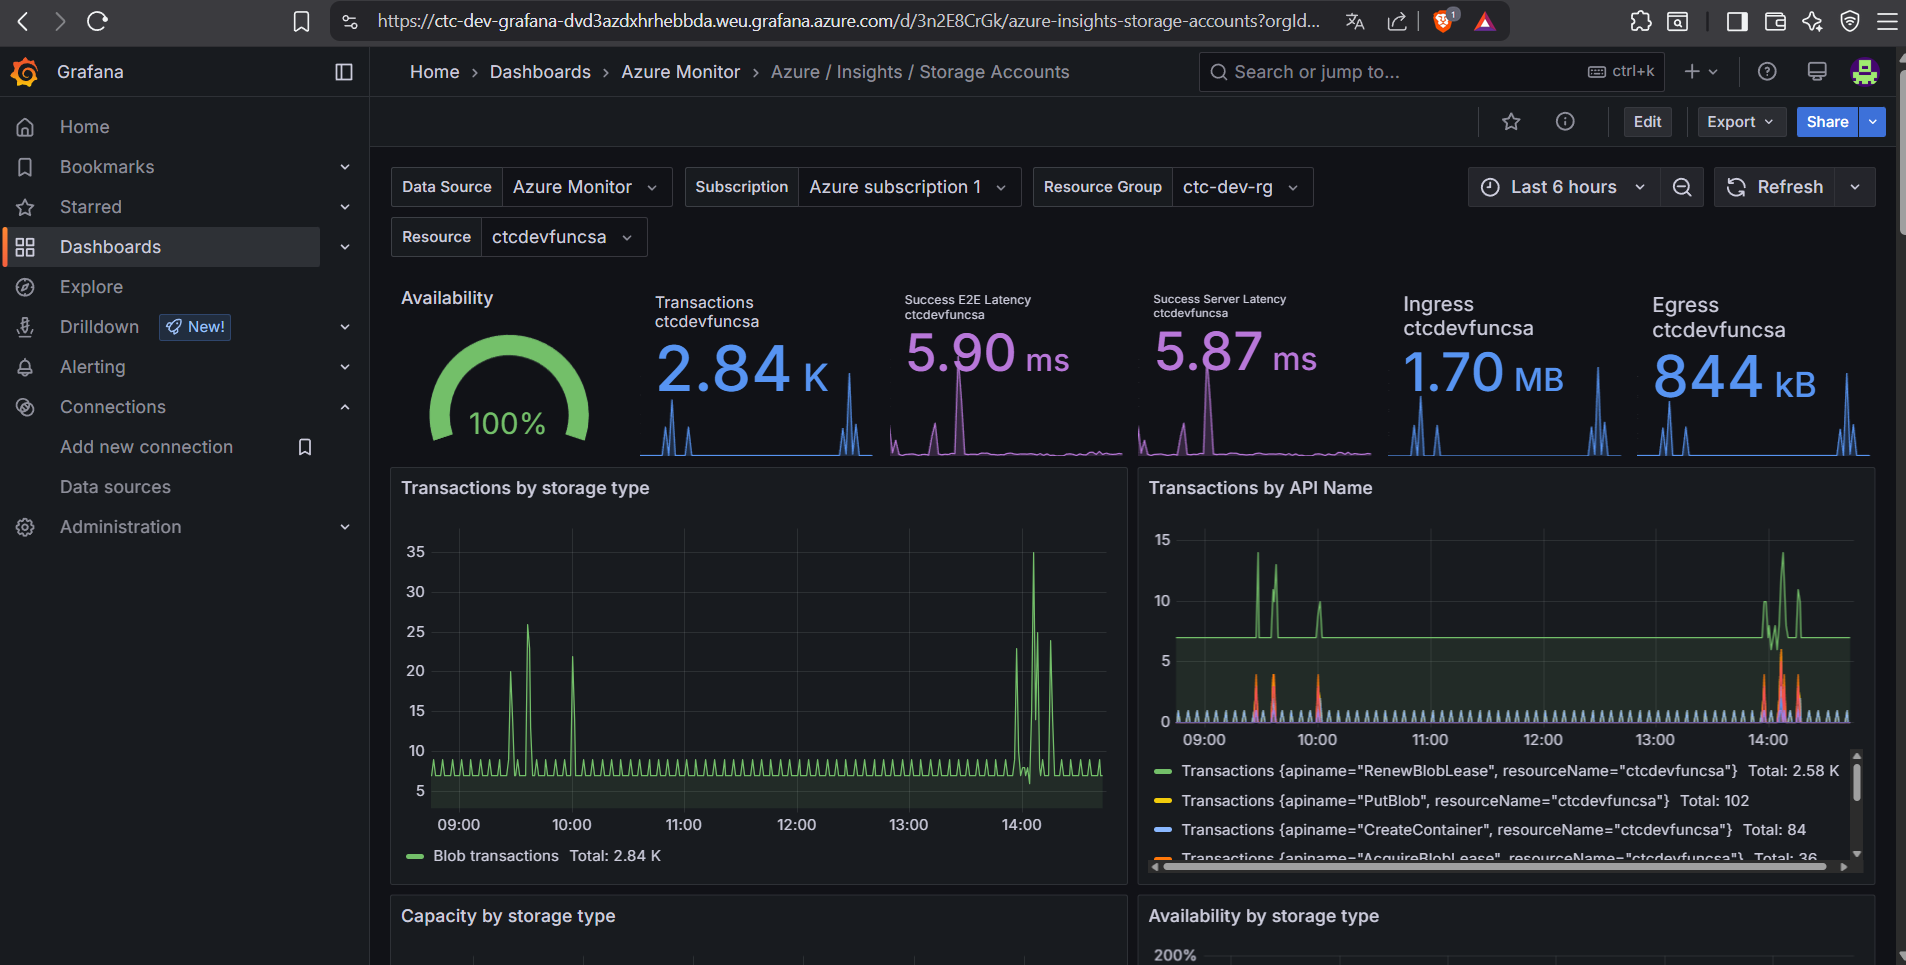 https://ctc-dev-grafana-dvd3azdxhrhebbda.weu.grafana.azure.com/d/3n2E8CrGk/azure-insights-storage-accounts?orgId...
1
Grafana
Home › Dashboards › Azure Monitor › Azure / Insights / Storage Accounts
Search or jump to...
ctrl+k
Home
Bookmarks
Starred
Dashboards
Explore
Drilldown
New!
Alerting
Connections
Add new connection
Data sources
Administration
Edit
Export
Share
Data Source
Azure Monitor
Subscription
Azure subscription 1
Resource Group
ctc-dev-rg
Last 6 hours
Refresh
Resource
ctcdevfuncsa
Availability
100%
Transactions
ctcdevfuncsa
2.84 K
Success E2E Latency
ctcdevfuncsa
5.90 ms
Success Server Latency
ctcdevfuncsa
5.87 ms
Ingress
ctcdevfuncsa
1.70 MB
Egress
ctcdevfuncsa
844 kB
Transactions by storage type
35
30
25
20
15
10
5
09:00
10:00
11:00
12:00
13:00
14:00
Blob transactions Total: 2.84 K
Transactions by API Name
15
10
5
0
09:00
10:00
11:00
12:00
13:00
14:00
Transactions {apiname="RenewBlobLease", resourceName="ctcdevfuncsa"} Total: 2.58 K
Transactions {apiname="PutBlob", resourceName="ctcdevfuncsa"} Total: 102
Transactions {apiname="CreateContainer", resourceName="ctcdevfuncsa"} Total: 84
Transactions {apiname="AcquireBlobLease", resourceName="ctcdevfuncsa"} Total: 36
Capacity by storage type
Availability by storage type
200%